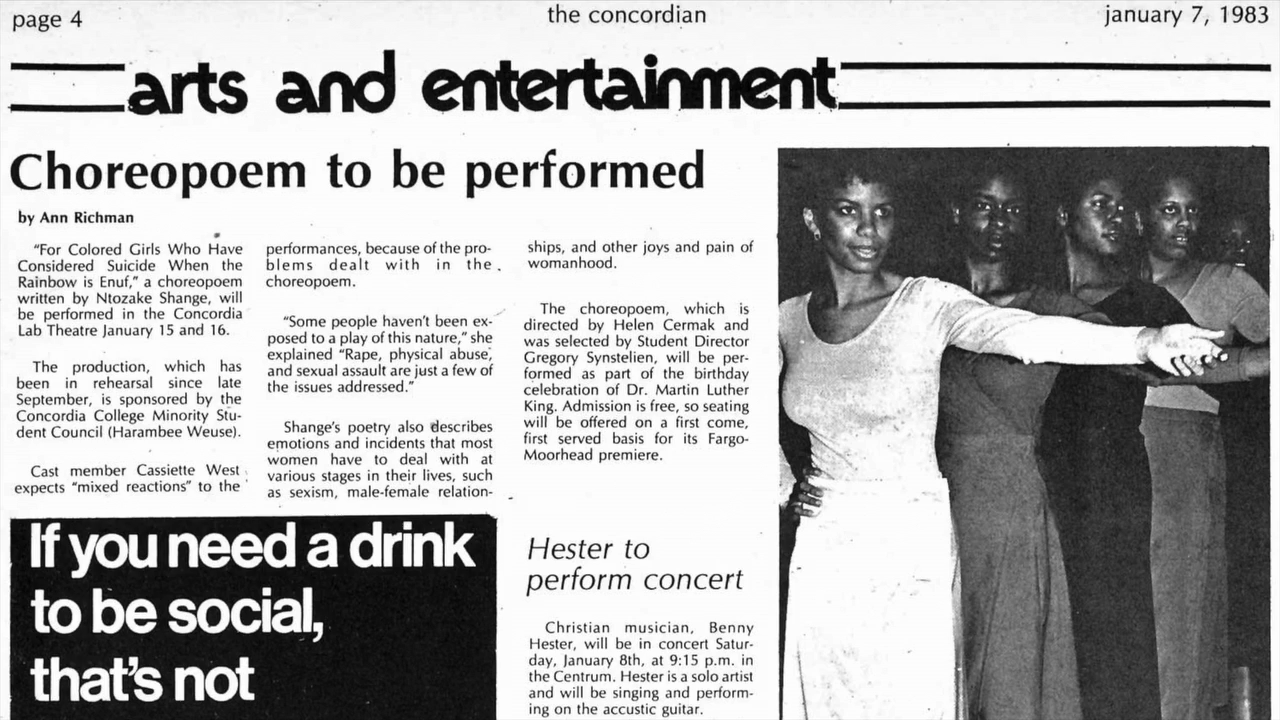 page 4
the concordian
january 7, 1983
arts and entertainment
Choreopoem to be performed
by Ann Richman
"For Colored Girls Who Have
Considered Suicide When the
Rainbow is Enuf," a choreopoem
written by Ntozake Shange, will
be performed in the Concordia
Lab Theatre January 15 and 16.
The production, which has
been in rehearsal since late
September, is sponsored by the
Concordia College Minority Stu-
dent Council (Harambee Weuse).
Cast member Cassiette West
expects "mixed reactions" to the
performances, because of the pro-
blems dealt with in the
choreopoem.
"Some people haven't been ex-
posed to a play of this nature," she
explained "Rape, physical abuse,
and sexual assault are just a few of
the issues addressed."
Shange's poetry also describes
emotions and incidents that most
women have to deal with at
various stages in their lives, such
as sexism, male-female relation-
ships, and other joys and pain of
womanhood.
The choreopoem, which is
directed by Helen Cermak and
was selected by Student Director
Gregory Synstelien, will be per-
formed as part of the birthday
celebration of Dr. Martin Luther
King. Admission is free, so seating
will be offered on a first come,
first served basis for its Fargo-
Moorhead premiere.
If you need a drink
to be social,
that's not
Hester to
perform concert
Christian musician, Benny
Hester, will be in concert Satur-
day, January 8th, at 9:15 p.m. in
the Centrum. Hester is a solo artist
and will be singing and perform-
ing on the accustic guitar.